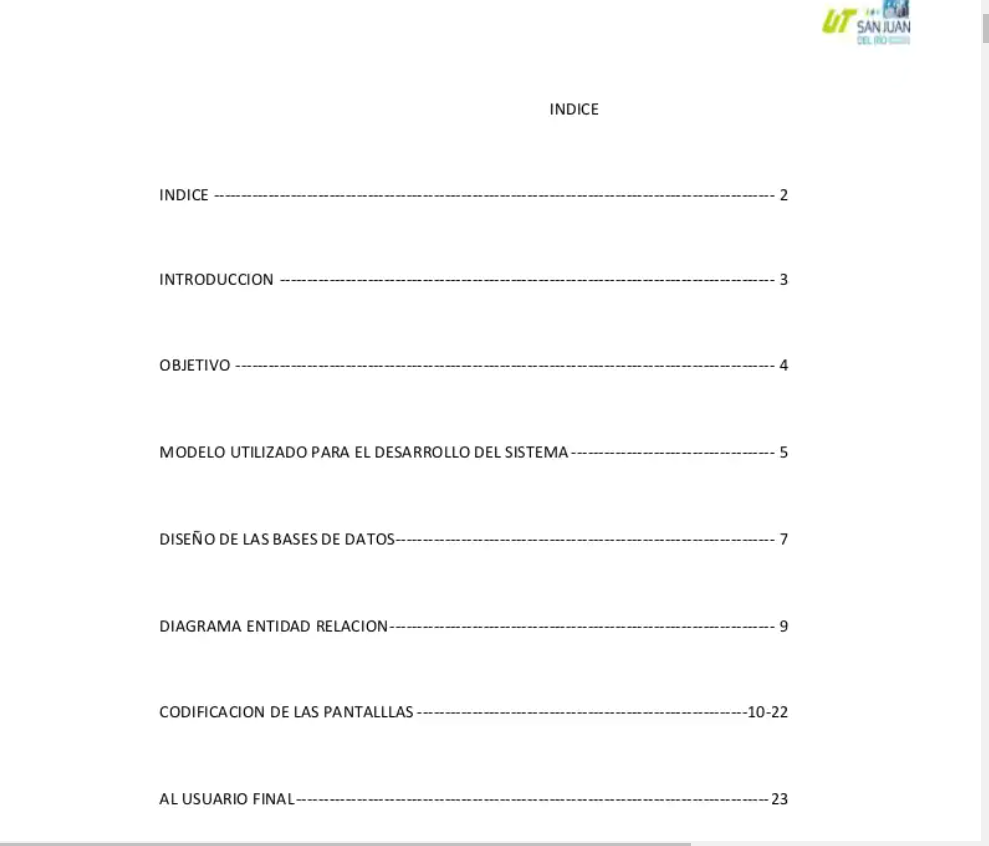 UT
SAN JUAN
DEL RIO
INDICE
INDICE ---------------------------------------------------------------------------------------------------- 2
INTRODUCCION ---------------------------------------------------------------------------------------- 3
OBJETIVO ------------------------------------------------------------------------------------------------ 4
MODELO UTILIZADO PARA EL DESARROLLO DEL SISTEMA ------------------------------------- 5
DISEÑO DE LAS BASES DE DATOS-------------------------------------------------------------------- 7
DIAGRAMA ENTIDAD RELACION--------------------------------------------------------------------- 9
CODIFICACION DE LAS PANTALLLAS -----------------------------------------------------------10-22
AL USUARIO FINAL------------------------------------------------------------------------------------- 23